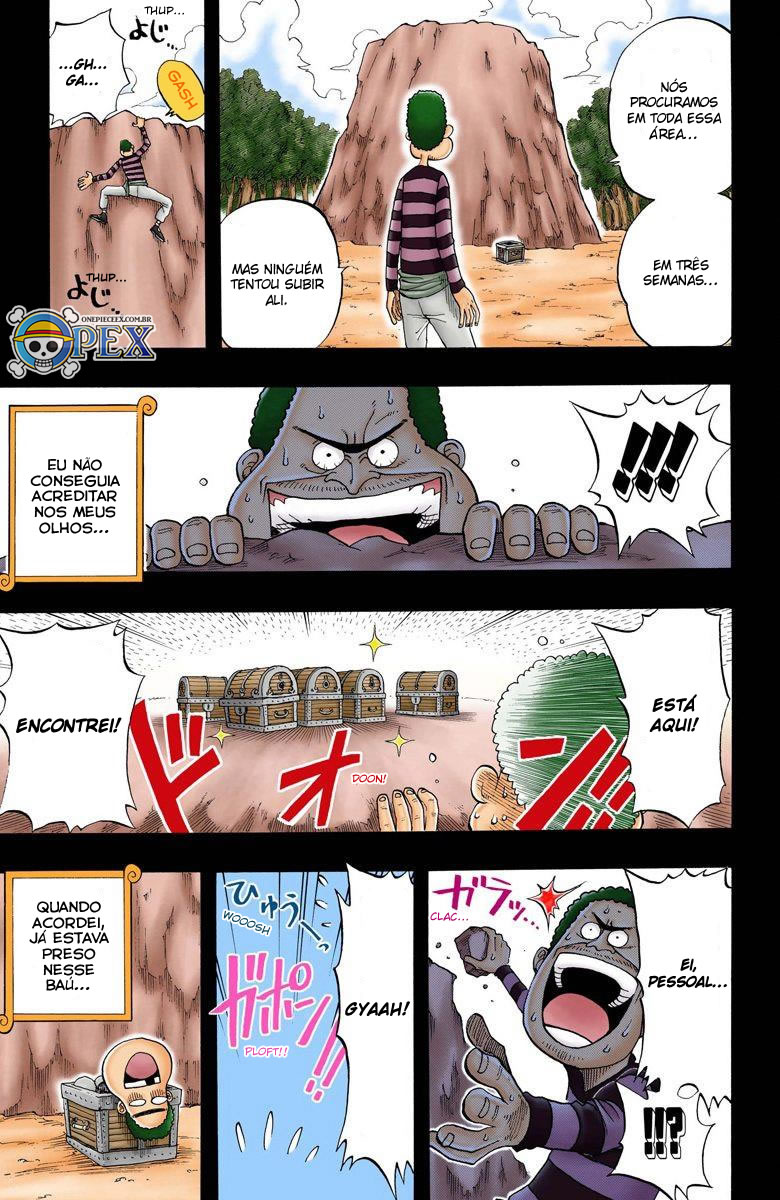 NÓS
PROCURAMOS
EM TODA ESSA
ÁREA...
EM TRÊS
SEMANAS...
MAS NINGUÉM
TENTOU SUBIR
ALI.
THUP...
よじ...
...GH...
GA...
GASH
THUP...
よじ...
ONEPIECEEX.COM.BR
OPEX
!!!!
EU NÃO
CONSEGUIA
ACREDITAR
NOS MEUS
OLHOS...
ESTÁ
AQUI!
ドオン
DOON!
ENCONTREI!
ガラッ...
CLAC...
EI,
PESSOAL...
!!?
GYAAH!
ひゅうー
WOOOSH
ガボーン!!
PLOFT!!
QUANDO
ACORDEI,
JÁ ESTAVA
PRESO
NESSE
BAÚ...